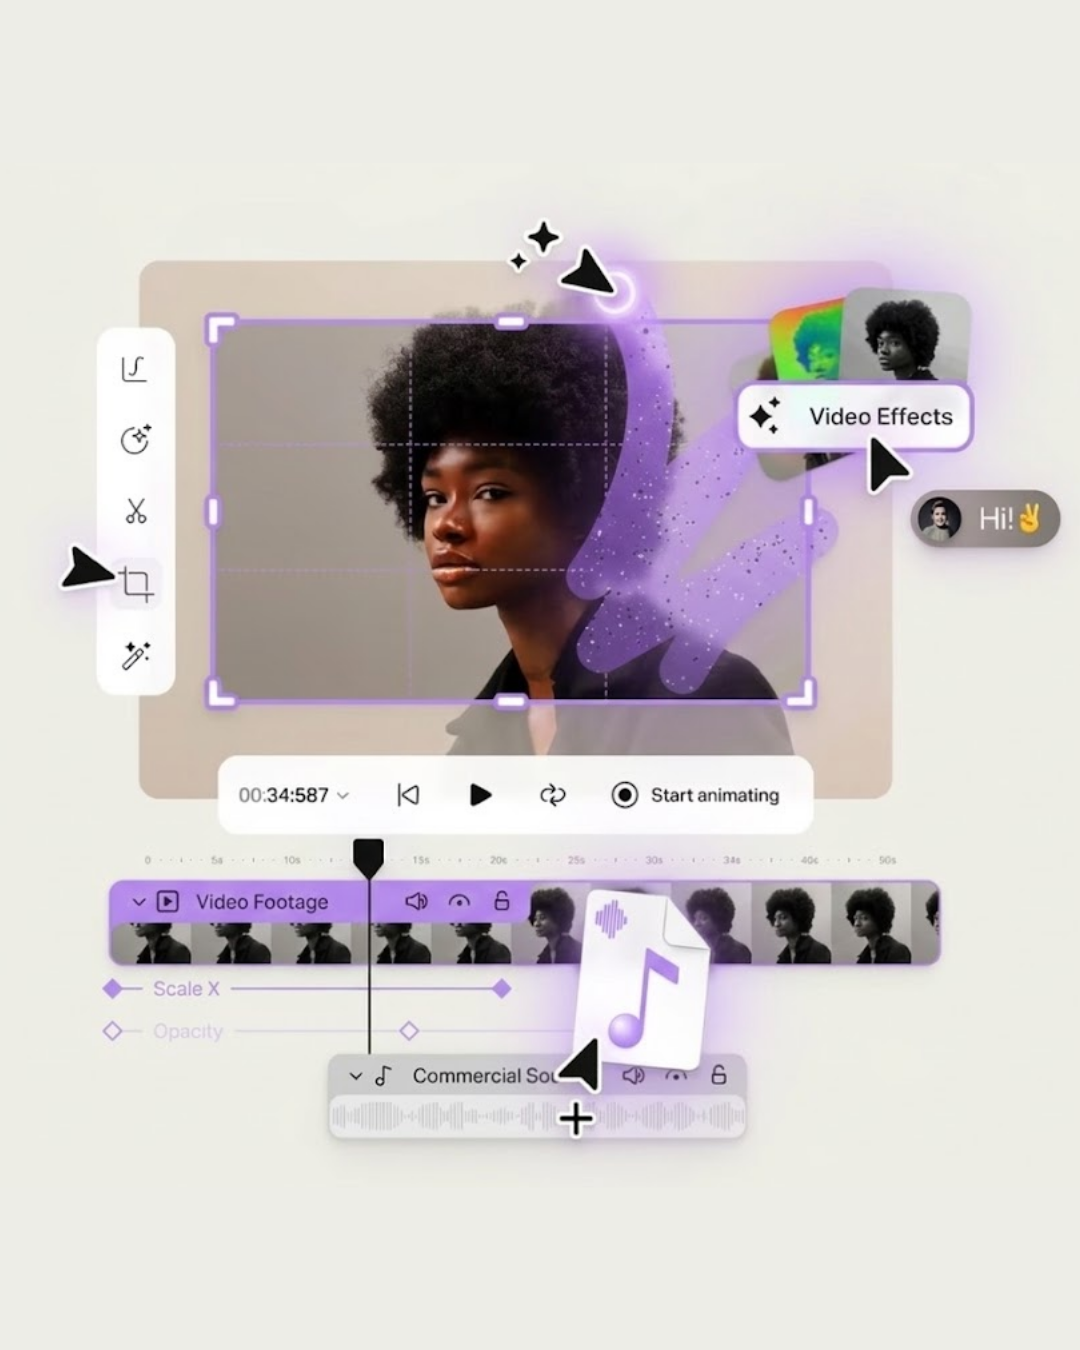 Video Effects
Hi!✌️
00:34:587
Start animating
0 5s 10s 15s 20s 25s 30s 34s 40s 50s
Video Footage
Scale X
Opacity
Commercial Sou